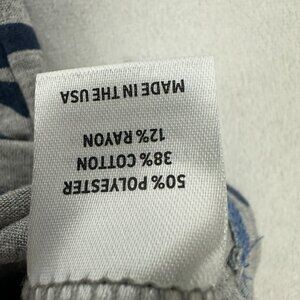 50% POLYESTER
38% COTTON
12% RAYON
MADE IN THE USA